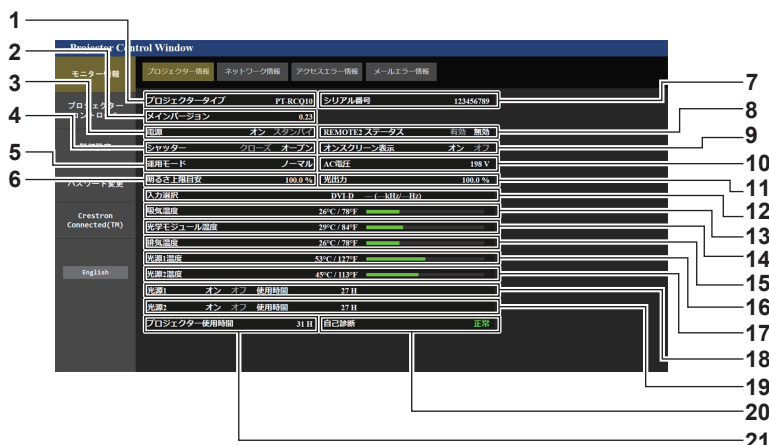 Projector Control Window
モニター情報
プロジェクター情報 ネットワーク情報 アクセスエラー情報 メールエラー情報
プロジェクタータイプ PT-RCQ10 シリアル番号 123456789
メインバージョン 0.23
電源 オン スタンバイ REMOTE2 ステータス 有効 無効
シャッター クローズ オープン オンスクリーン表示 オン オフ
運用モード ノーマル AC電圧 198 V
明るさ上限目安 100.0 % 光出力 100.0 %
入力選択 DVI-D ---(---kHz/---Hz)
吸気温度 26°C / 78°F
光学モジュール温度 29°C / 84°F
排気温度 26°C / 78°F
光源1温度 53°C / 127°F
光源2温度 45°C / 113°F
光源1 オン オフ 使用時間 27 H
光源2 オン オフ 使用時間 27 H
プロジェクター使用時間 31 H 自己診断 正常
プロジェクター
パスワード変更
Crestron
Connected(TM)
English
1
2
3
4
5
6
7
8
9
10
11
12
13
14
15
16
17
18
19
20
21